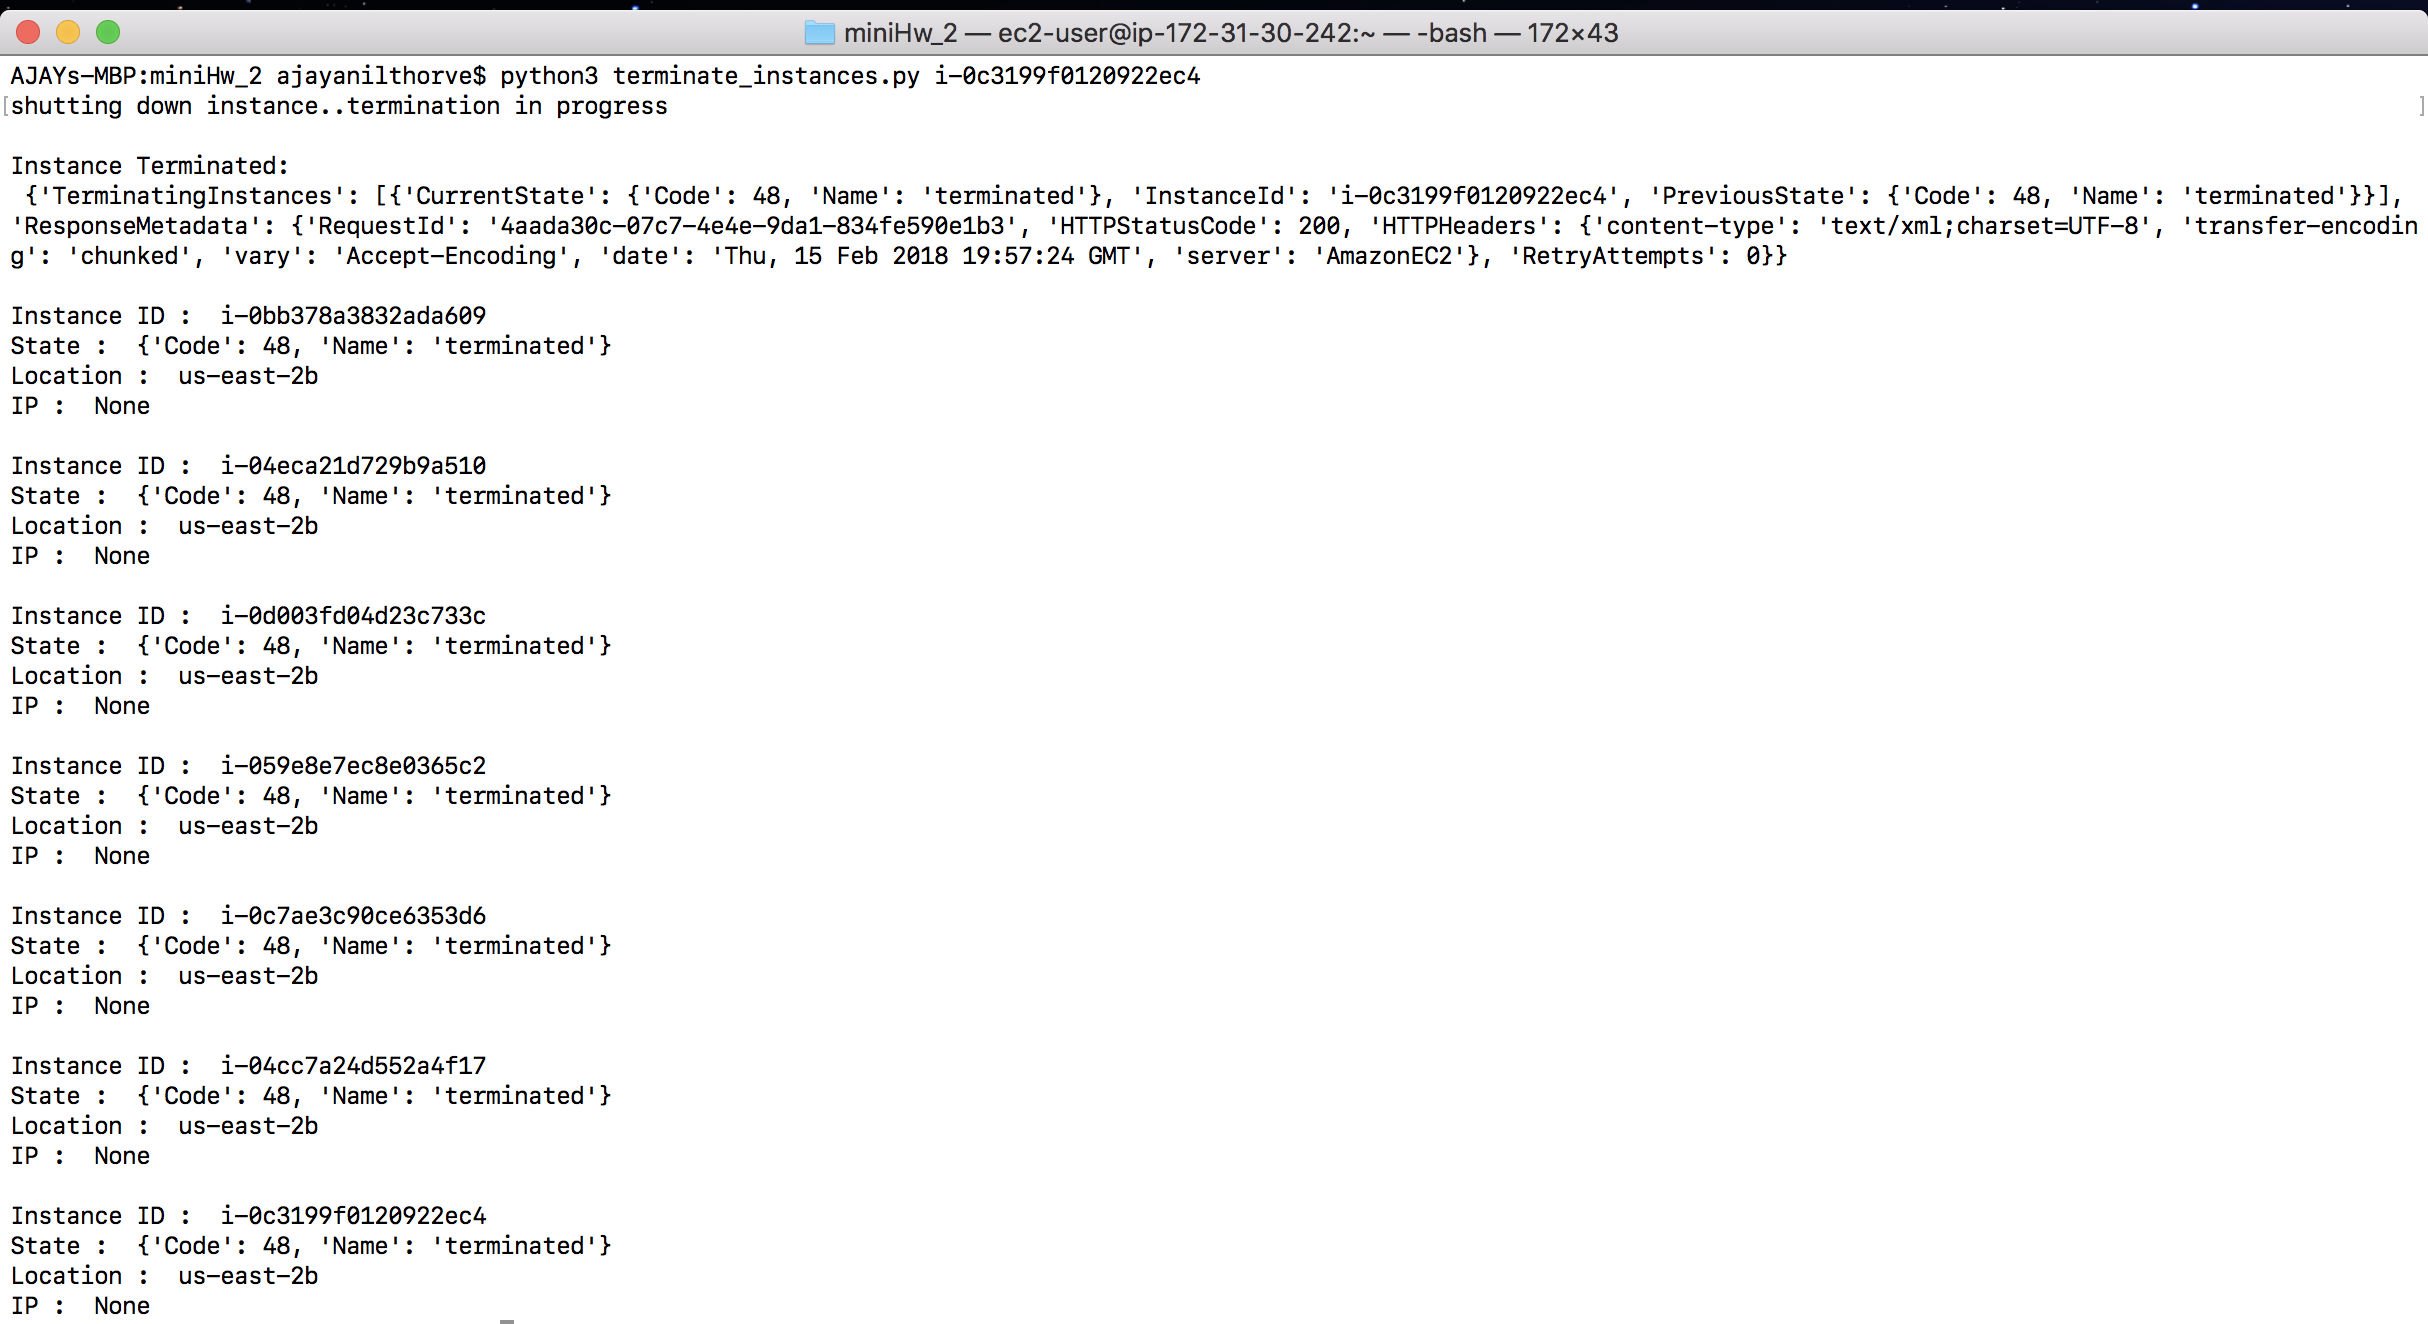 miniHw_2 — ec2-user@ip-172-31-30-242:~ — -bash — 172×43
AJAYs-MBP:miniHw_2 ajayanilthorve$ python3 terminate_instances.py i-0c3199f0120922ec4
[shutting down instance..termination in progress ]
Instance Terminated:
 {'TerminatingInstances': [{'CurrentState': {'Code': 48, 'Name': 'terminated'}, 'InstanceId': 'i-0c3199f0120922ec4', 'PreviousState': {'Code': 48, 'Name': 'terminated'}}],
'ResponseMetadata': {'RequestId': '4aada30c-07c7-4e4e-9da1-834fe590e1b3', 'HTTPStatusCode': 200, 'HTTPHeaders': {'content-type': 'text/xml;charset=UTF-8', 'transfer-encodin
g': 'chunked', 'vary': 'Accept-Encoding', 'date': 'Thu, 15 Feb 2018 19:57:24 GMT', 'server': 'AmazonEC2'}, 'RetryAttempts': 0}}
Instance ID :  i-0bb378a3832ada609
State :  {'Code': 48, 'Name': 'terminated'}
Location :  us-east-2b
IP :  None
Instance ID :  i-04eca21d729b9a510
State :  {'Code': 48, 'Name': 'terminated'}
Location :  us-east-2b
IP :  None
Instance ID :  i-0d003fd04d23c733c
State :  {'Code': 48, 'Name': 'terminated'}
Location :  us-east-2b
IP :  None
Instance ID :  i-059e8e7ec8e0365c2
State :  {'Code': 48, 'Name': 'terminated'}
Location :  us-east-2b
IP :  None
Instance ID :  i-0c7ae3c90ce6353d6
State :  {'Code': 48, 'Name': 'terminated'}
Location :  us-east-2b
IP :  None
Instance ID :  i-04cc7a24d552a4f17
State :  {'Code': 48, 'Name': 'terminated'}
Location :  us-east-2b
IP :  None
Instance ID :  i-0c3199f0120922ec4
State :  {'Code': 48, 'Name': 'terminated'}
Location :  us-east-2b
IP :  None